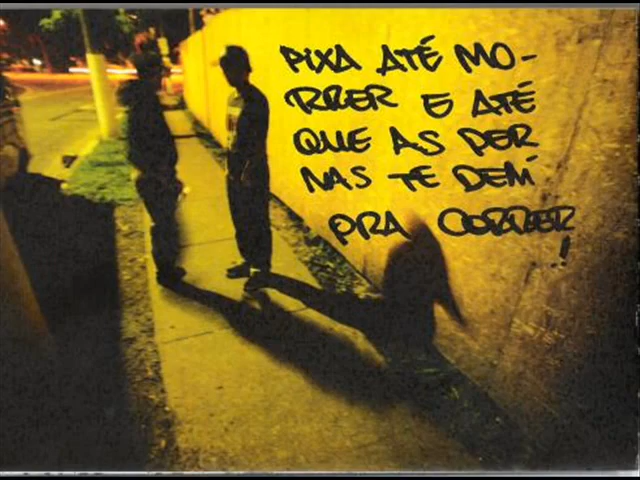 PIXA ATÉ MO-
RRER E ATÉ
QUE AS PER
NAS TE DEM
PRA CORRER
!